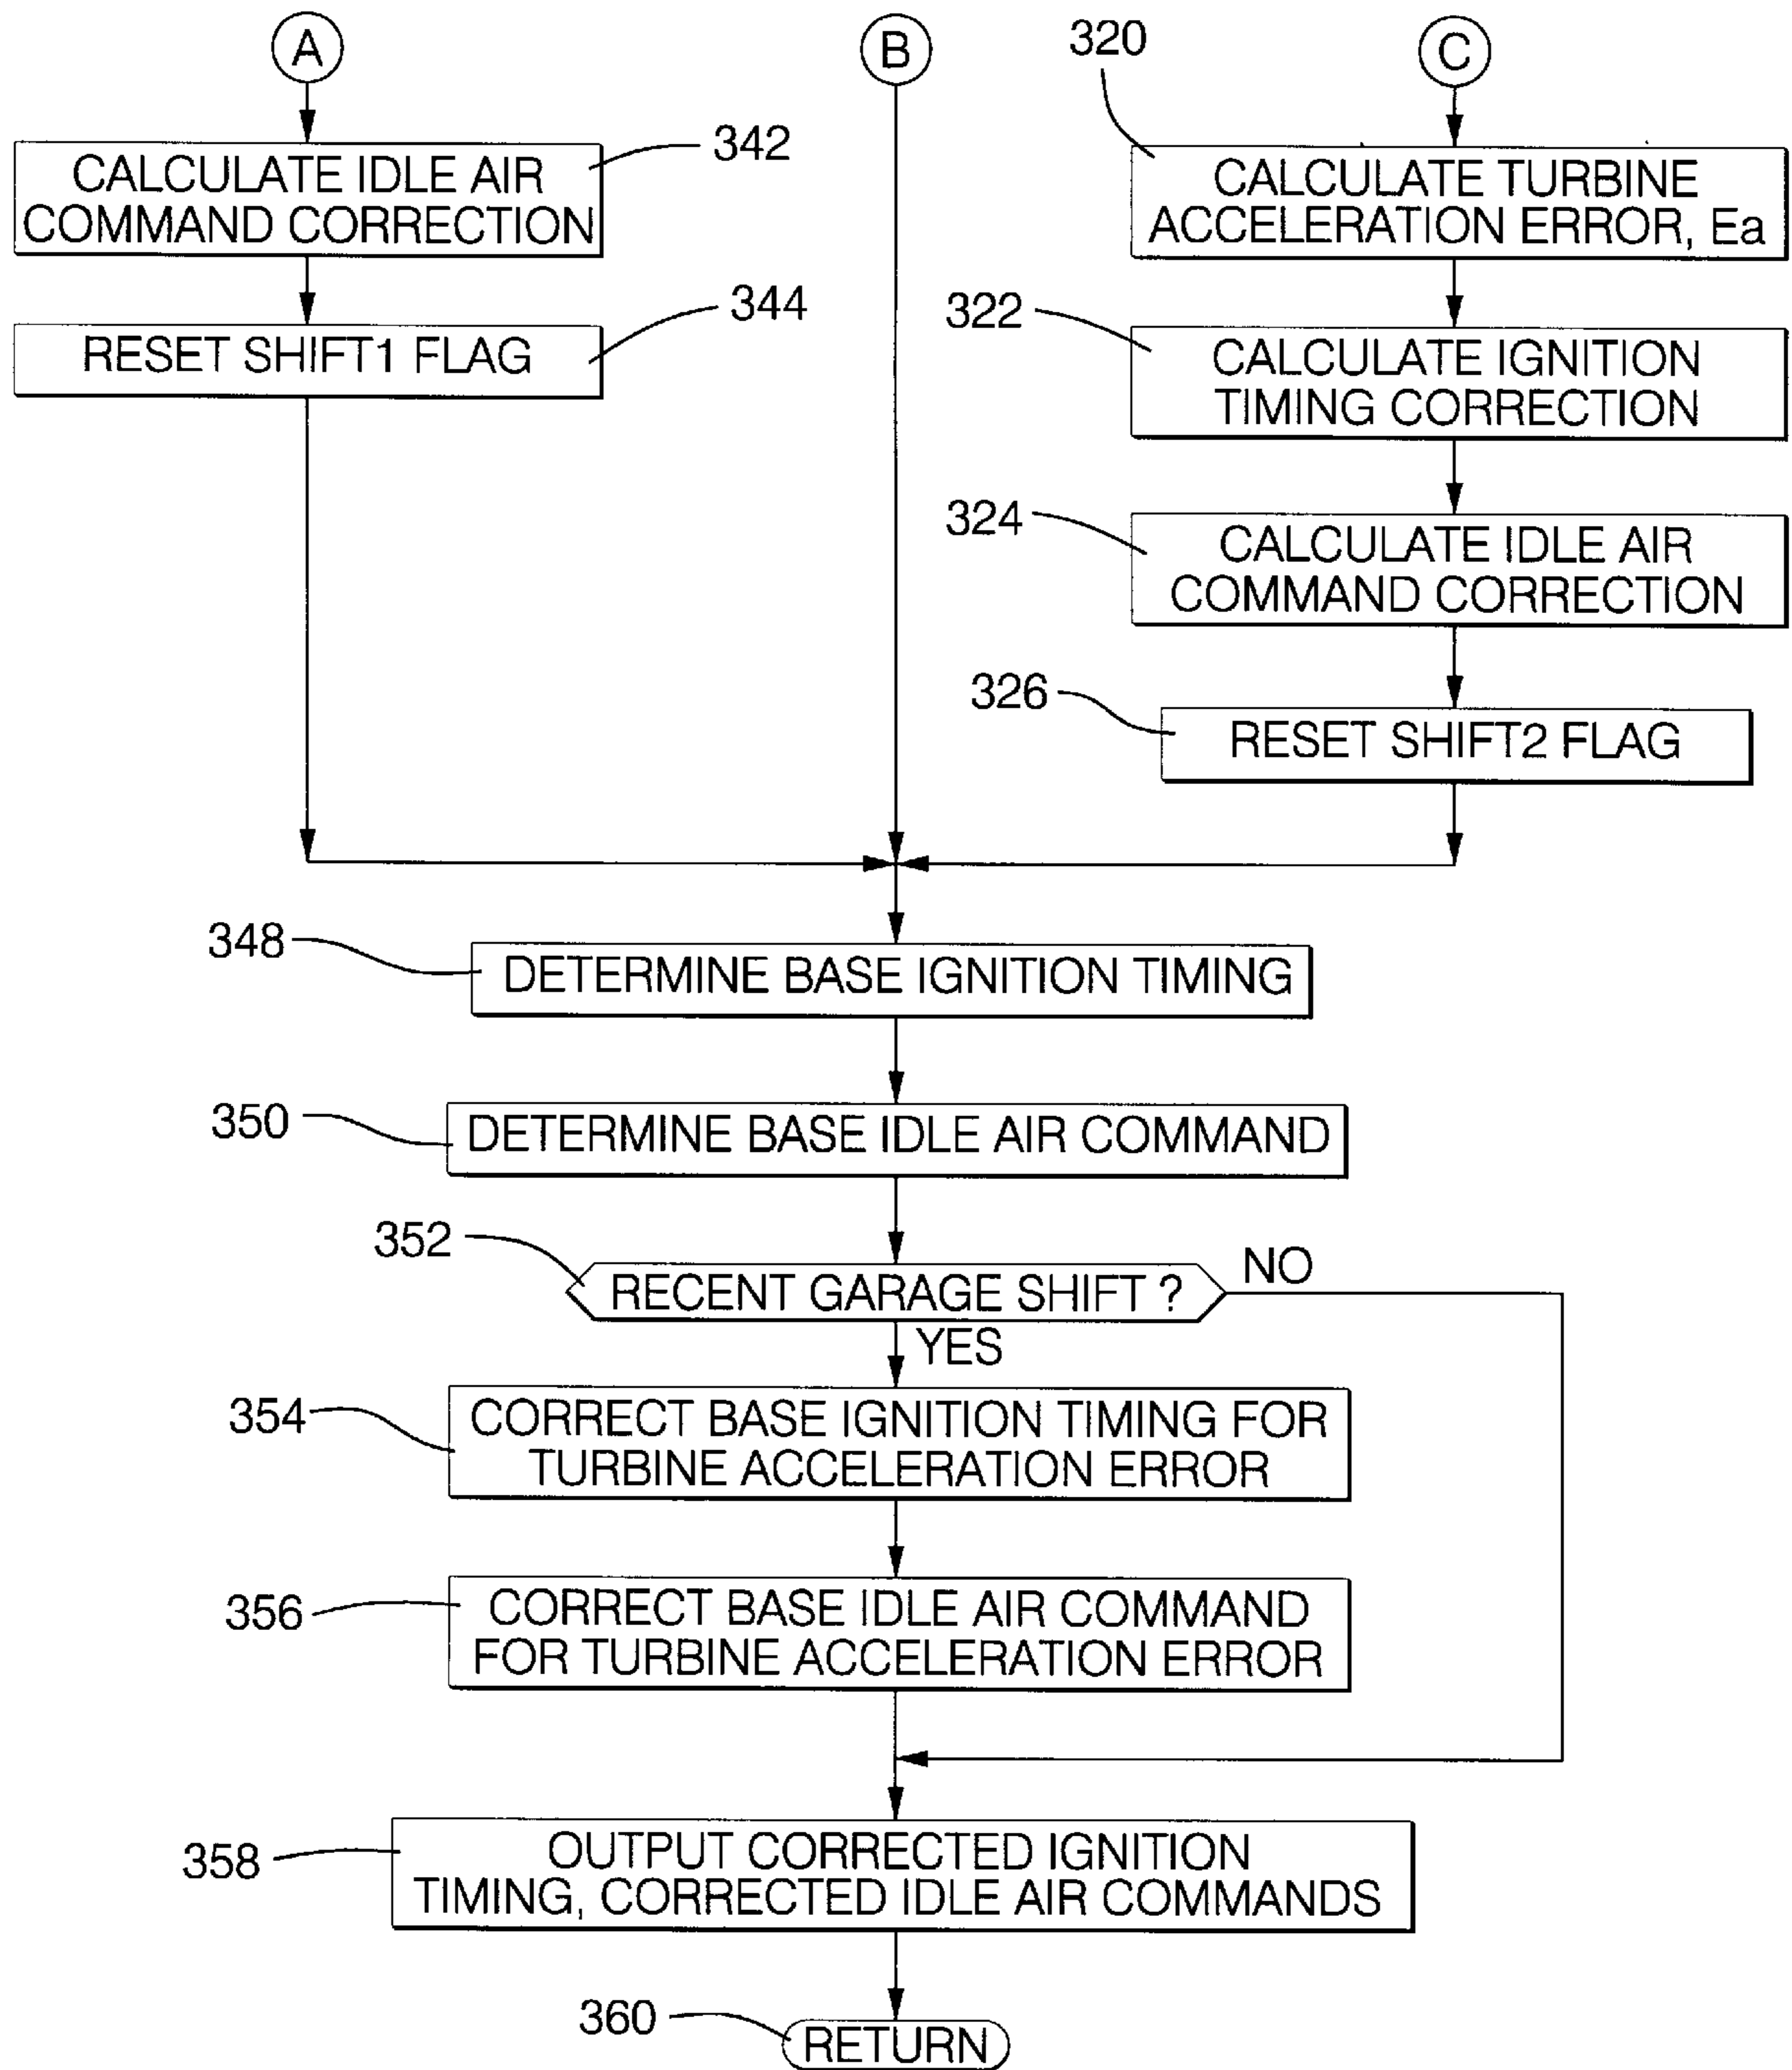 A
B
C
320
342
CALCULATE IDLE AIR
COMMAND CORRECTION
CALCULATE TURBINE
ACCELERATION ERROR, Ea
344
RESET SHIFT1 FLAG
322
CALCULATE IGNITION
TIMING CORRECTION
324
CALCULATE IDLE AIR
COMMAND CORRECTION
326
RESET SHIFT2 FLAG
348
DETERMINE BASE IGNITION TIMING
350
DETERMINE BASE IDLE AIR COMMAND
352
RECENT GARAGE SHIFT ?
NO
YES
354
CORRECT BASE IGNITION TIMING FOR
TURBINE ACCELERATION ERROR
356
CORRECT BASE IDLE AIR COMMAND
FOR TURBINE ACCELERATION ERROR
358
OUTPUT CORRECTED IGNITION
TIMING, CORRECTED IDLE AIR COMMANDS
360
RETURN